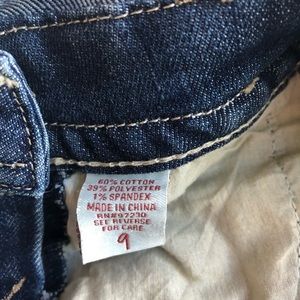 60% COTTON
39% POLYESTER
1% SPANDEX
MADE IN CHINA
RN#97230
SEE REVERSE
FOR CARE
9